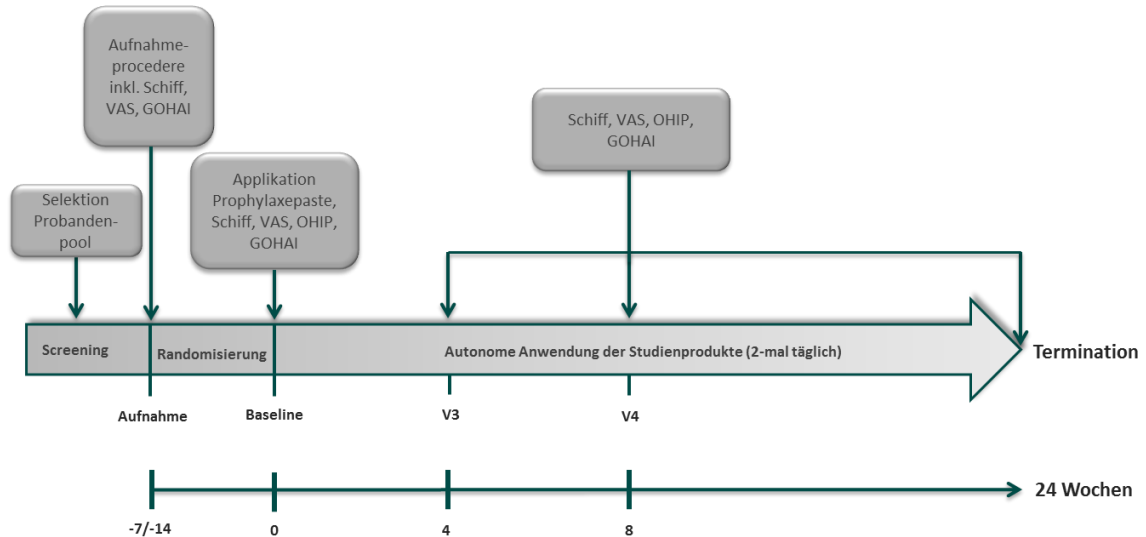 Aufnahme-
procedere
inkl. Schiff,
VAS, GOHAI
Schiff, VAS, OHIP,
GOHAI
Applikation
Prophylaxepaste,
Schiff, VAS, OHIP,
GOHAI
Selektion
Probanden-
pool
Screening
Randomisierung
Autonome Anwendung der Studienprodukte (2-mal täglich)
Termination
Aufnahme
Baseline
V3
V4
24 Wochen
-7/-14
0
4
8